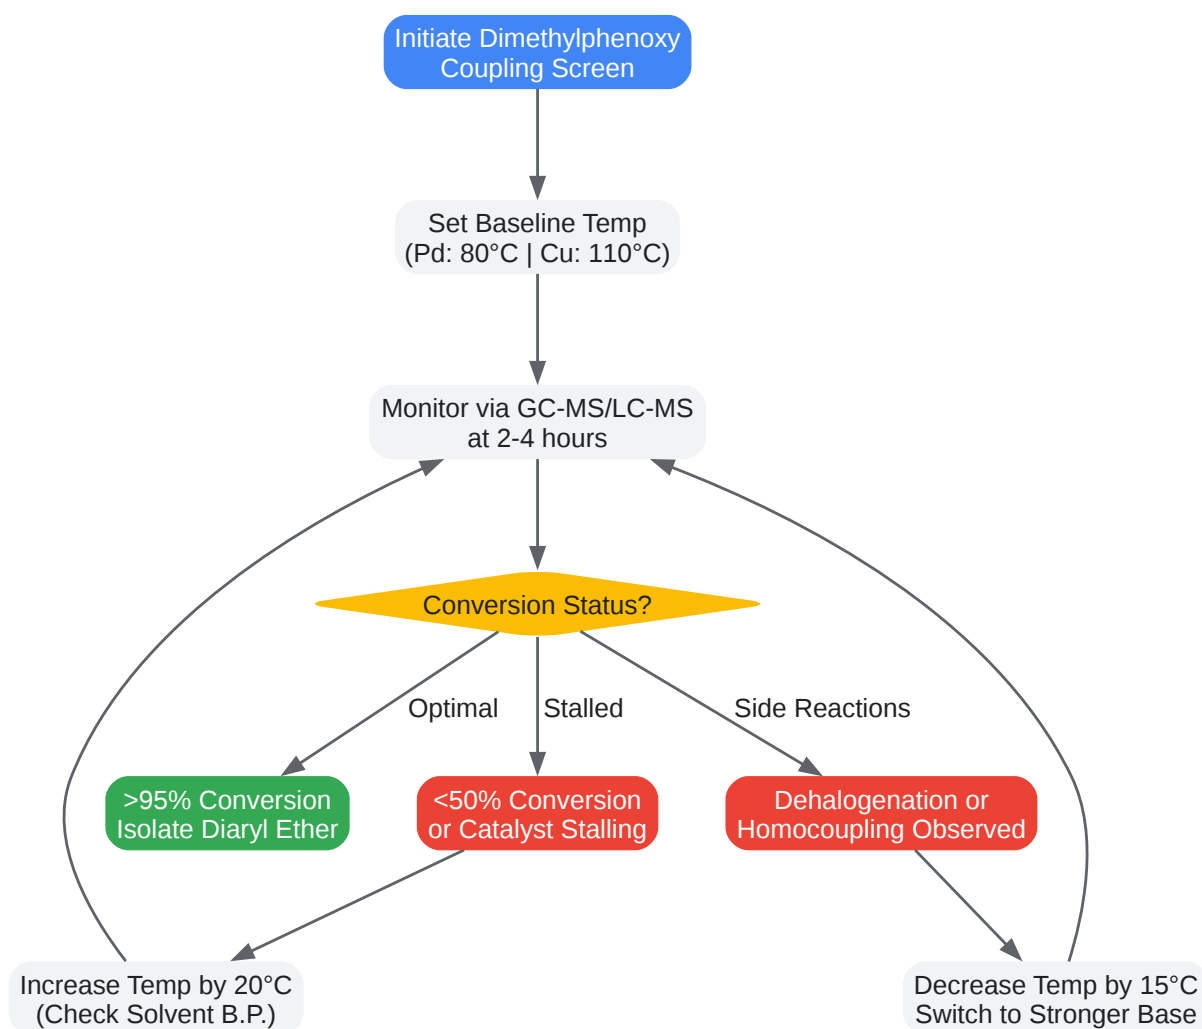 Initiate Dimethylphenoxy
Coupling Screen
Set Baseline Temp
(Pd: 80°C | Cu: 110°C)
Monitor via GC-MS/LC-MS
at 2-4 hours
Conversion Status?
Optimal
Stalled
Side Reactions
>95% Conversion
Isolate Diaryl Ether
<50% Conversion
or Catalyst Stalling
Dehalogenation or
Homocoupling Observed
Increase Temp by 20°C
(Check Solvent B.P.)
Decrease Temp by 15°C
Switch to Stronger Base